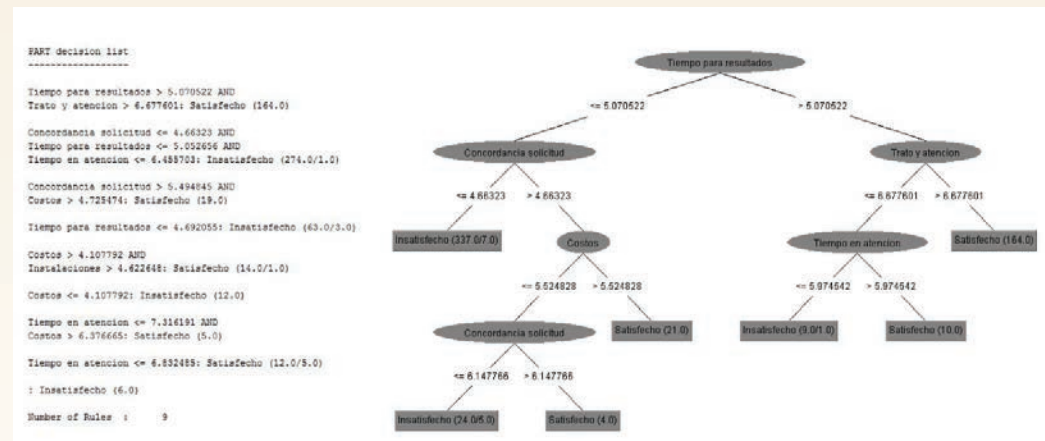 PART decision list
------------------
Tiempo para resultados > 5.070522 AND
Trato y atencion > 6.677601: Satisfecho (164.0)
Concordancia solicitud <= 4.66323 AND
Tiempo para resultados <= 5.052656 AND
Tiempo en atencion <= 6.488703: Insatisfecho (274.0/1.0)
Concordancia solicitud > 5.494845 AND
Costos > 4.725474: Satisfecho (19.0)
Tiempo para resultados <= 4.692055: Insatisfecho (63.0/3.0)
Costos > 4.107792 AND
Instalaciones > 4.622648: Satisfecho (14.0/1.0)
Costos <= 4.107792: Insatisfecho (12.0)
Tiempo en atencion <= 7.316191 AND
Costos > 6.376665: Satisfecho (5.0)
Tiempo en atencion <= 6.832485: Satisfecho (12.0/5.0)
: Insatisfecho (6.0)
Number of Rules : 9
Tiempo para resultados
<= 5.070522 > 5.070522
Concordancia solicitud Trato y atencion
<= 4.66323 > 4.66323 <= 6.677601 > 6.677601
Insatisfecho (337.0/7.0) Costos Tiempo en atencion Satisfecho (164.0)
<= 5.524828 > 5.524828 <= 5.974542 > 5.974542
Concordancia solicitud Satisfecho (21.0) Insatisfecho (9.0/1.0) Satisfecho (10.0)
<= 6.147766 > 6.147766
Insatisfecho (24.0/5.0) Satisfecho (4.0)